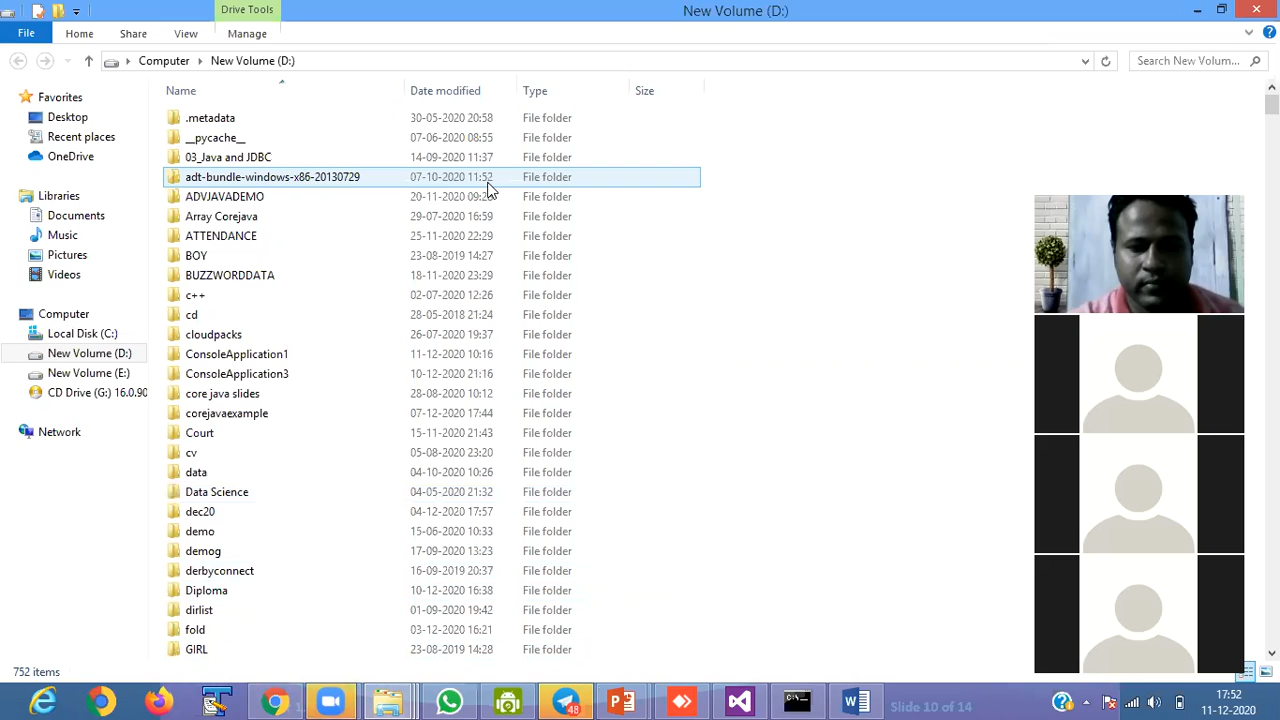 Drive Tools
New Volume (D:)
File
Home
Share
View
Manage
Computer
New Volume (D:)
Search New Volum...
Name
Date modified
Type
Size
Favorites
Desktop
Recent places
OneDrive
Libraries
Documents
Music
Pictures
Videos
Computer
Local Disk (C:)
New Volume (D:)
New Volume (E:)
CD Drive (G:) 16.0.90
Network
.metadata 30-05-2020 20:58 File folder
__pycache__ 07-06-2020 08:55 File folder
03_Java and JDBC 14-09-2020 11:37 File folder
adt-bundle-windows-x86-20130729 07-10-2020 11:52 File folder
ADVJAVADEMO 20-11-2020 File folder
Array Corejava 29-07-2020 16:59 File folder
ATTENDANCE 25-11-2020 22:29 File folder
BOY 23-08-2019 14:27 File folder
BUZZWORDDATA 18-11-2020 23:29 File folder
c++ 02-07-2020 12:26 File folder
cd 28-05-2018 21:24 File folder
cloudpacks 26-07-2020 19:37 File folder
ConsoleApplication1 11-12-2020 10:16 File folder
ConsoleApplication3 10-12-2020 21:16 File folder
core java slides 28-08-2020 10:12 File folder
corejavaexample 07-12-2020 17:44 File folder
Court 15-11-2020 21:43 File folder
cv 05-08-2020 23:20 File folder
data 04-10-2020 10:26 File folder
Data Science 04-05-2020 21:32 File folder
dec20 04-12-2020 17:57 File folder
demo 15-06-2020 10:33 File folder
demog 17-09-2020 13:23 File folder
derbyconnect 16-09-2019 20:37 File folder
Diploma 10-12-2020 16:38 File folder
dirlist 01-09-2020 19:42 File folder
fold 03-12-2020 16:21 File folder
GIRL 23-08-2019 14:28 File folder
752 items
48
Slide 10 of 14
17:52
11-12-2020